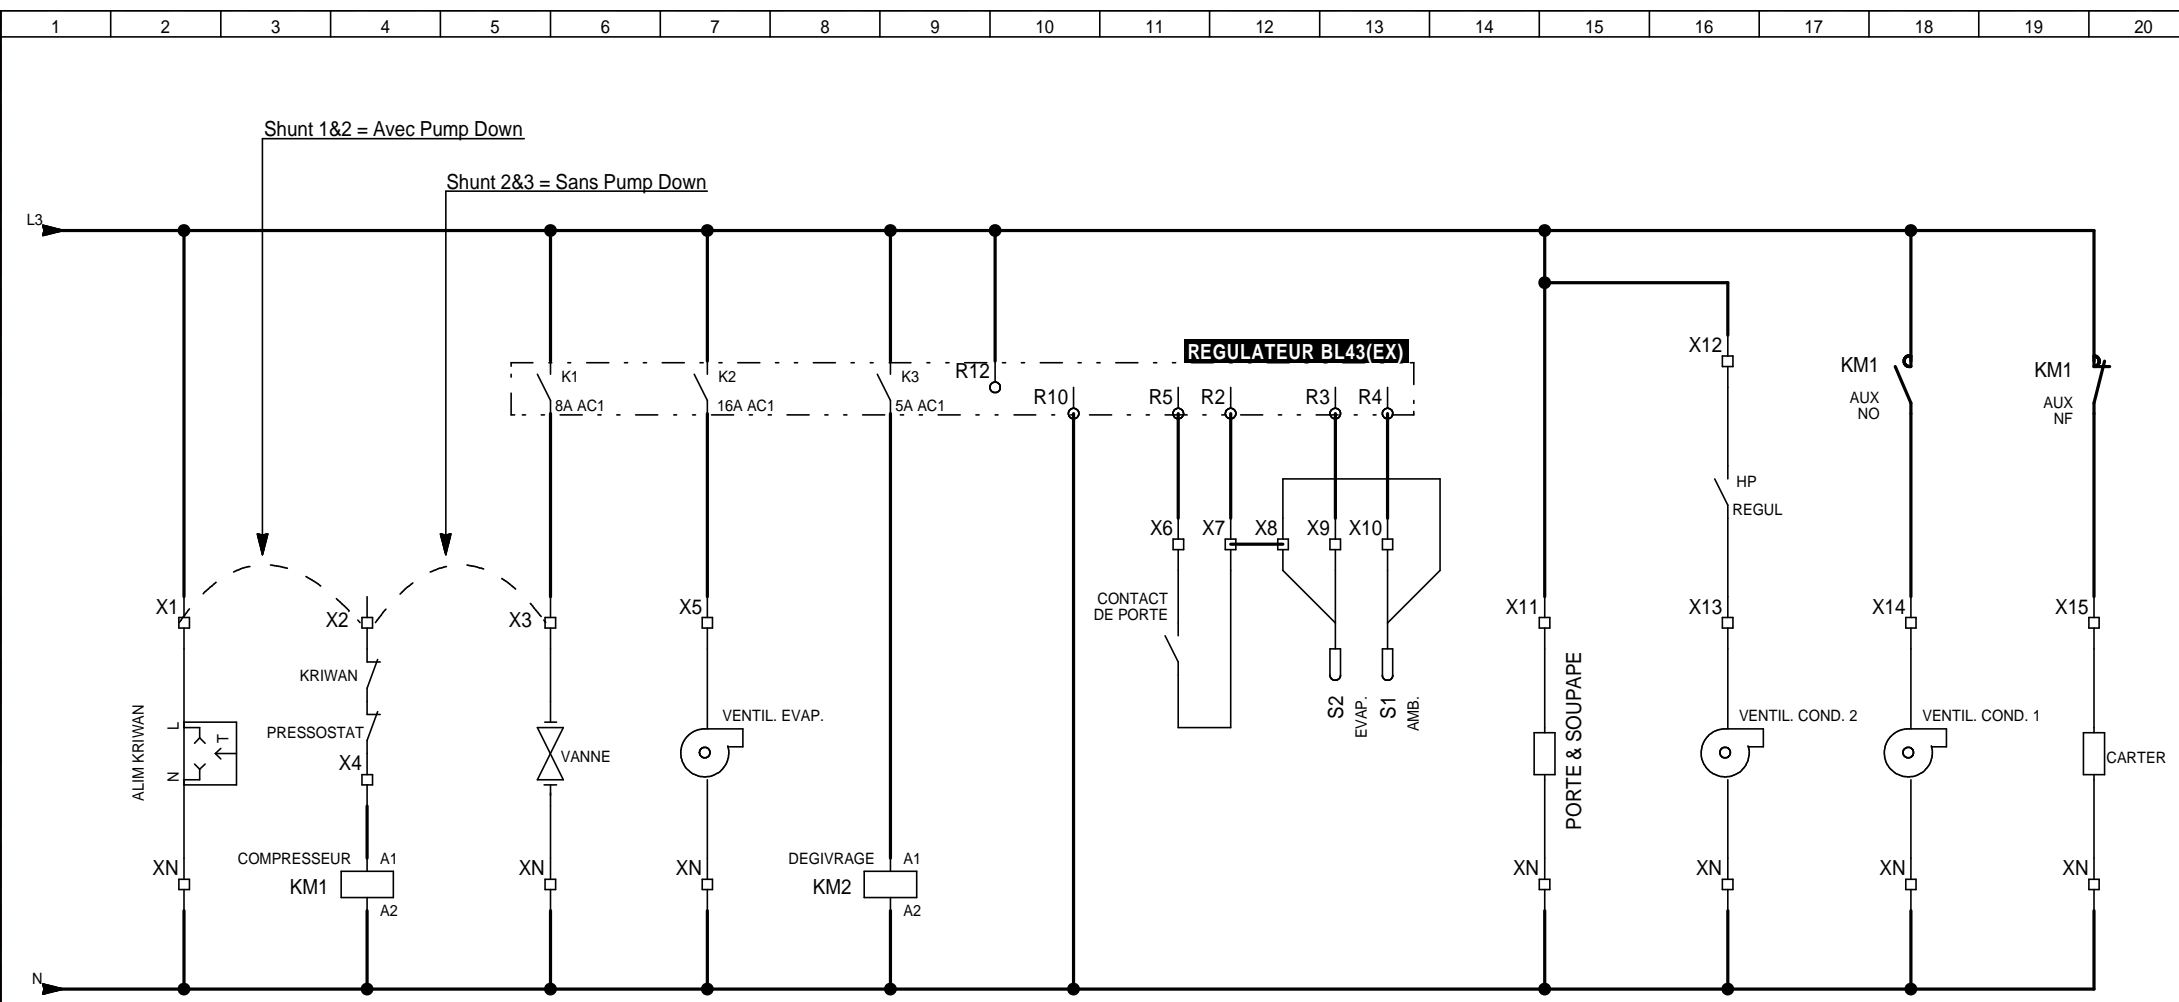 1 2 3 4 5 6 7 8 9 10 11 12 13 14 15 16 17 18 19 20
Shunt 1&2 = Avec Pump Down
Shunt 2&3 = Sans Pump Down
L3
REGULATEUR BL43(EX)
K1
8A AC1
K2
16A AC1
K3
5A AC1
R12
R10
R5
R2
R3
R4
X12
KM1
AUX
NO
KM1
AUX
NF
HP
REGUL
X6
X7
X8
X9
X10
CONTACT
DE PORTE
X1
X2
X3
X5
X11
X13
X14
X15
KRIWAN
PRESSOSTAT
X4
ALIM KRIWAN
L
N
T
VANNE
VENTIL. EVAP.
S2
EVAP.
S1
AMB.
PORTE & SOUPAPE
VENTIL. COND. 2
VENTIL. COND. 1
CARTER
XN
COMPRESSEUR
KM1
A1
A2
XN
XN
DEGIVRAGE
KM2
A1
A2
XN
XN
XN
XN
N